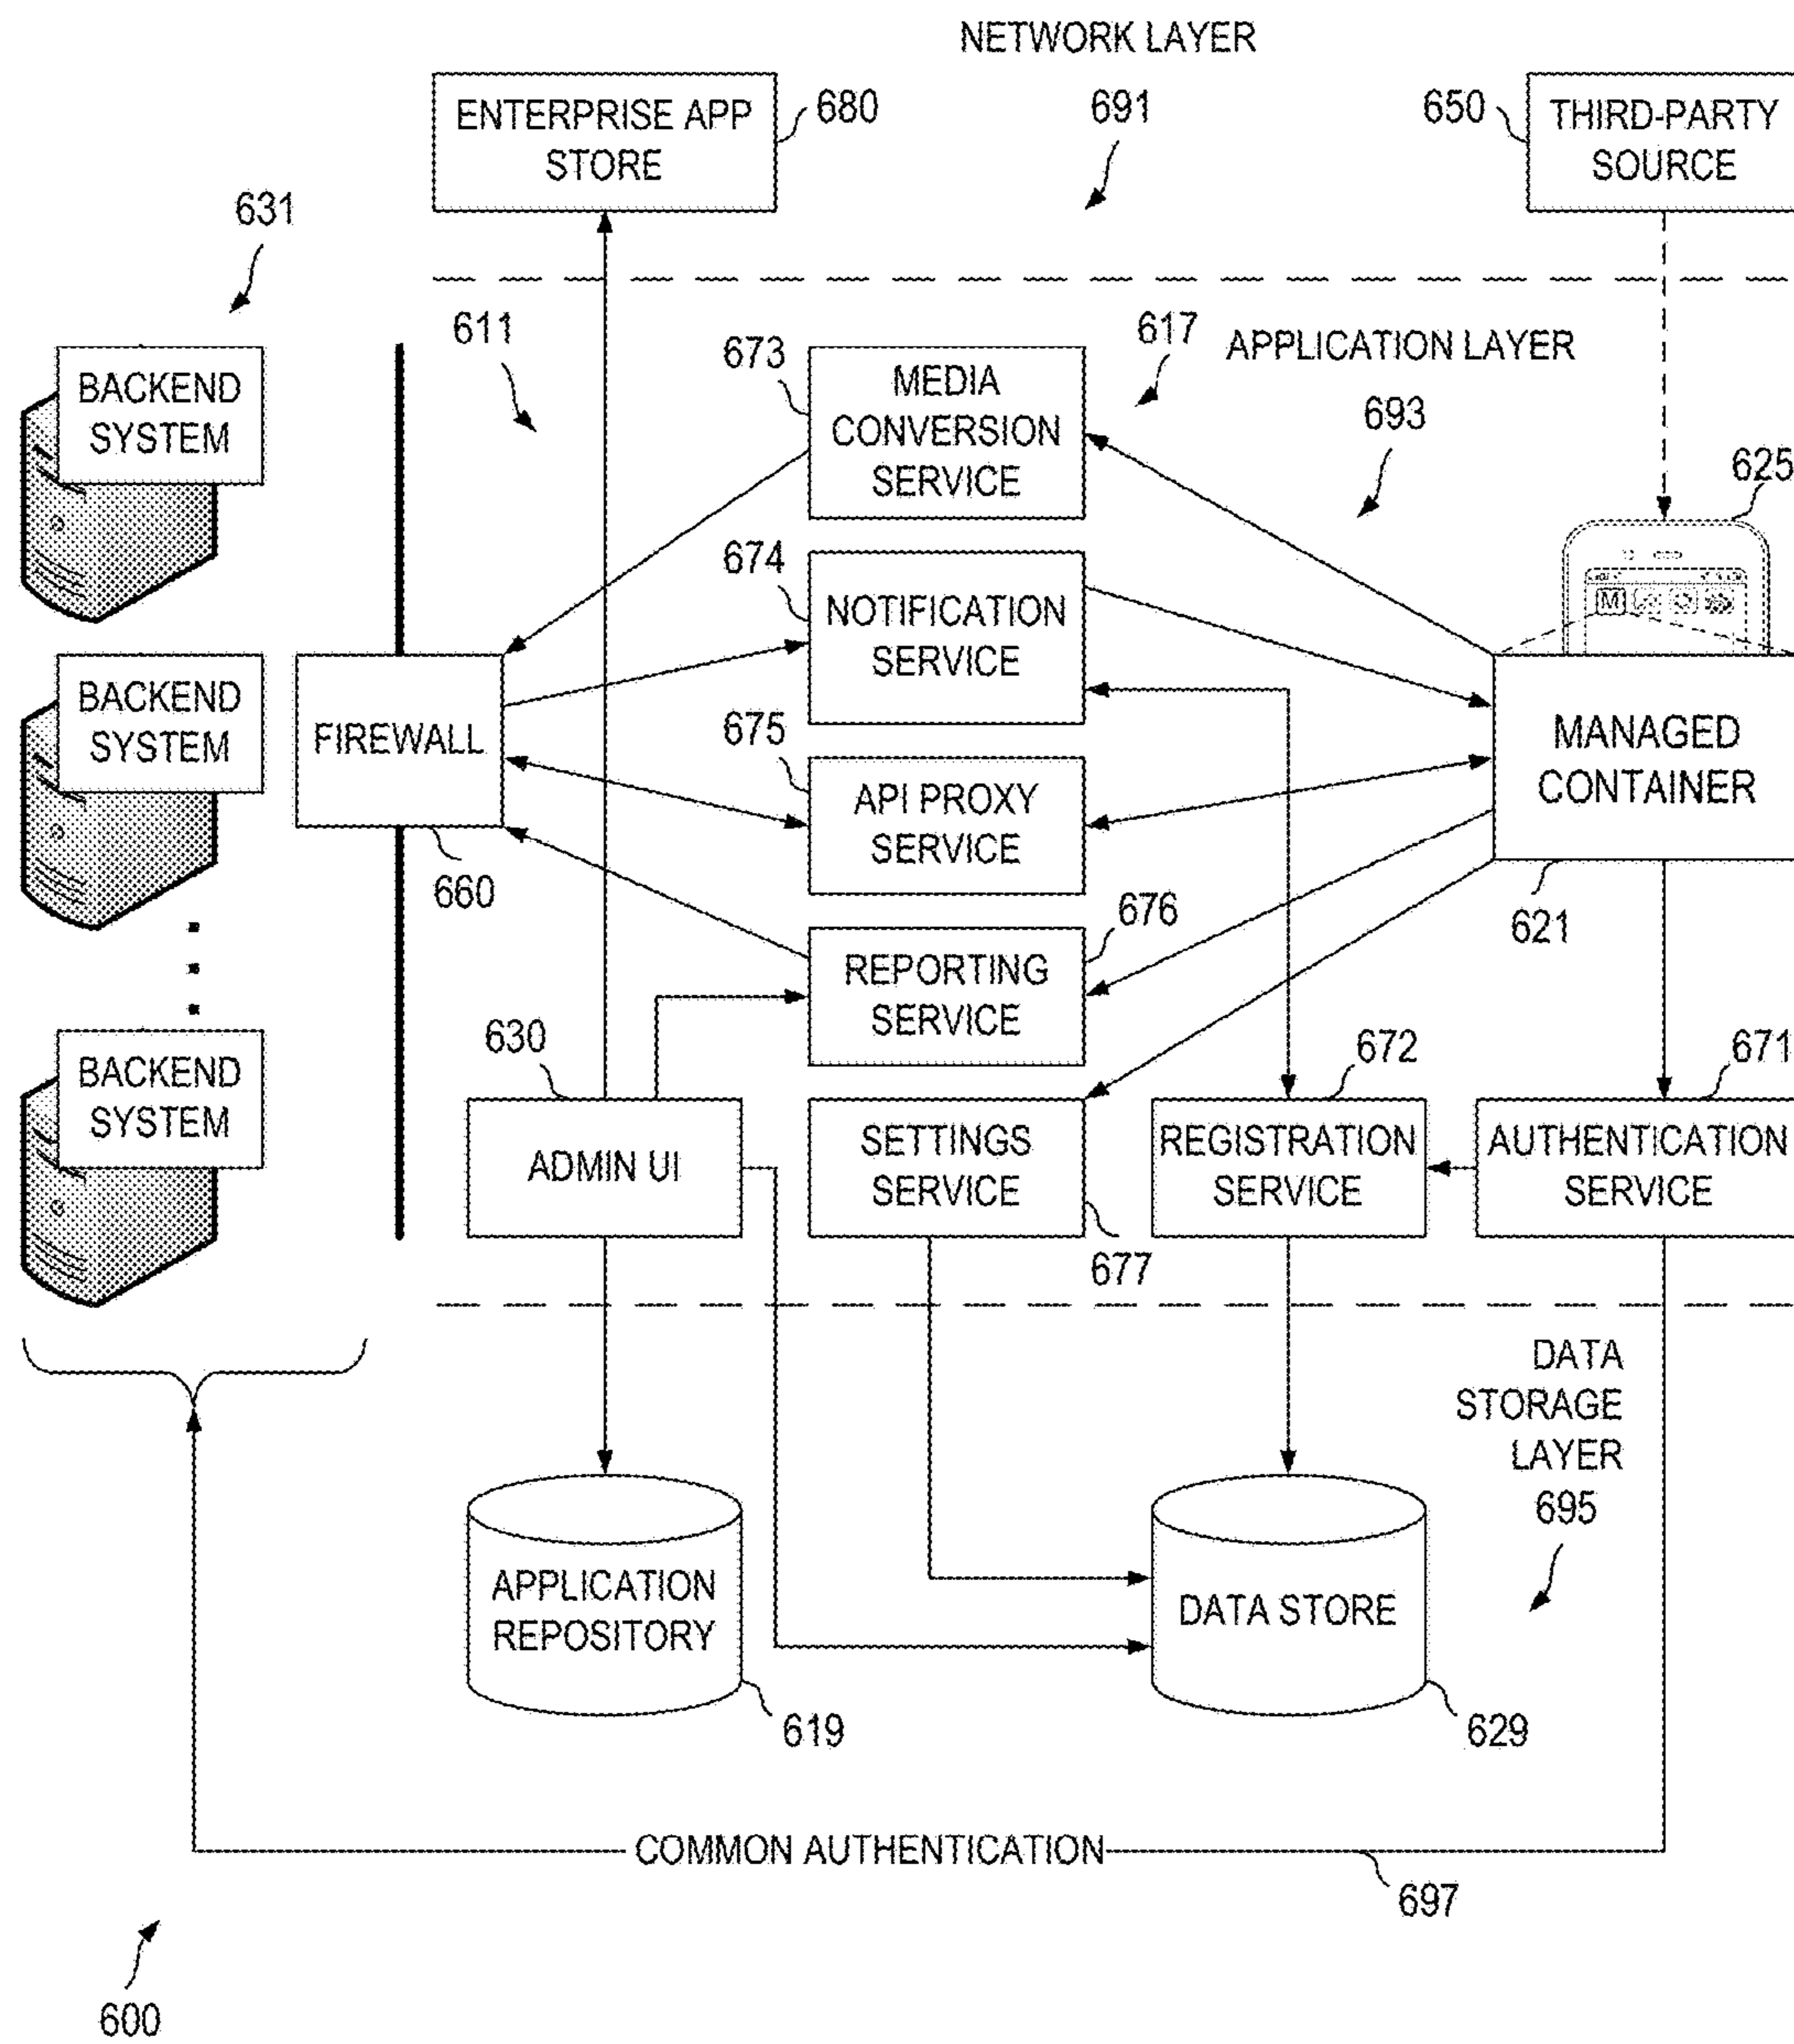 NETWORK LAYER
691
ENTERPRISE APP
STORE
680
650
THIRD-PARTY
SOURCE
631
611
617
APPLICATION LAYER
693
BACKEND
SYSTEM
673
MEDIA
CONVERSION
SERVICE
625
M
674
NOTIFICATION
SERVICE
BACKEND
SYSTEM
FIREWALL
660
675
API PROXY
SERVICE
MANAGED
CONTAINER
621
676
REPORTING
SERVICE
BACKEND
SYSTEM
630
ADMIN UI
SETTINGS
SERVICE
677
672
REGISTRATION
SERVICE
671
AUTHENTICATION
SERVICE
DATA
STORAGE
LAYER
695
APPLICATION
REPOSITORY
619
DATA STORE
629
COMMON AUTHENTICATION
697
600